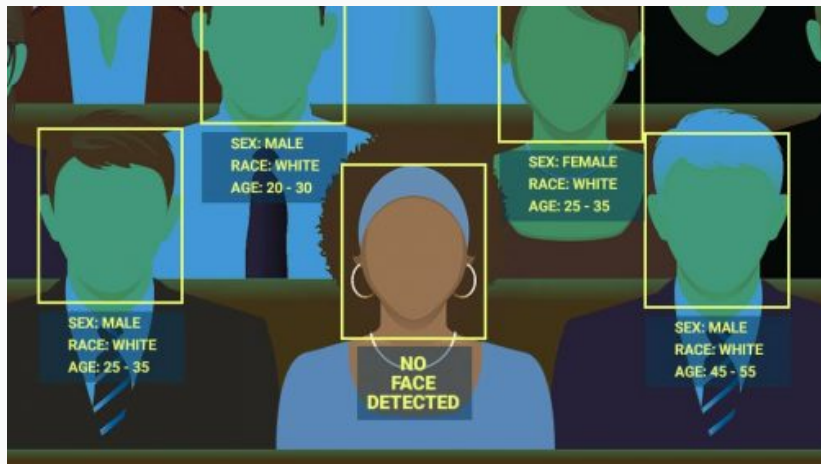 SEX: MALE
RACE: WHITE
AGE: 20 - 30
SEX: FEMALE
RACE: WHITE
AGE: 25 - 35
SEX: MALE
RACE: WHITE
AGE: 25 - 35
NO
FACE
DETECTED
SEX: MALE
RACE: WHITE
AGE: 45 - 55